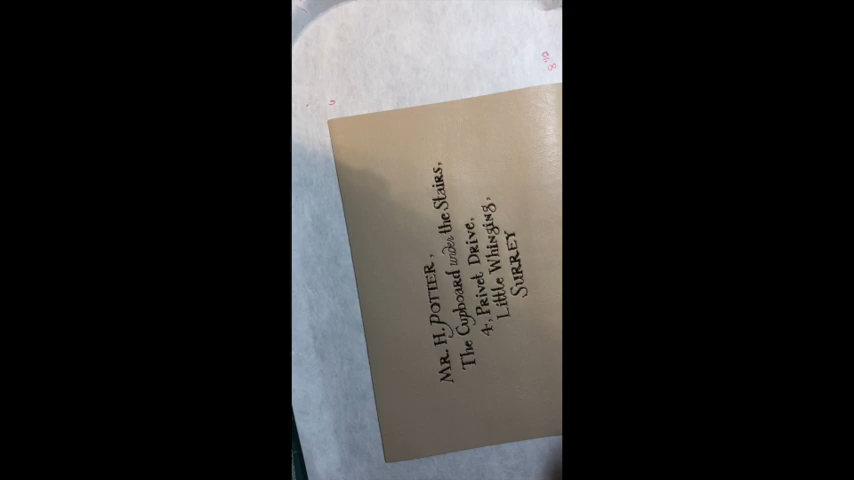 Mr. H. Potter,
The Cupboard under the Stairs,
4, Privet Drive,
Little Whinging,
SURREY